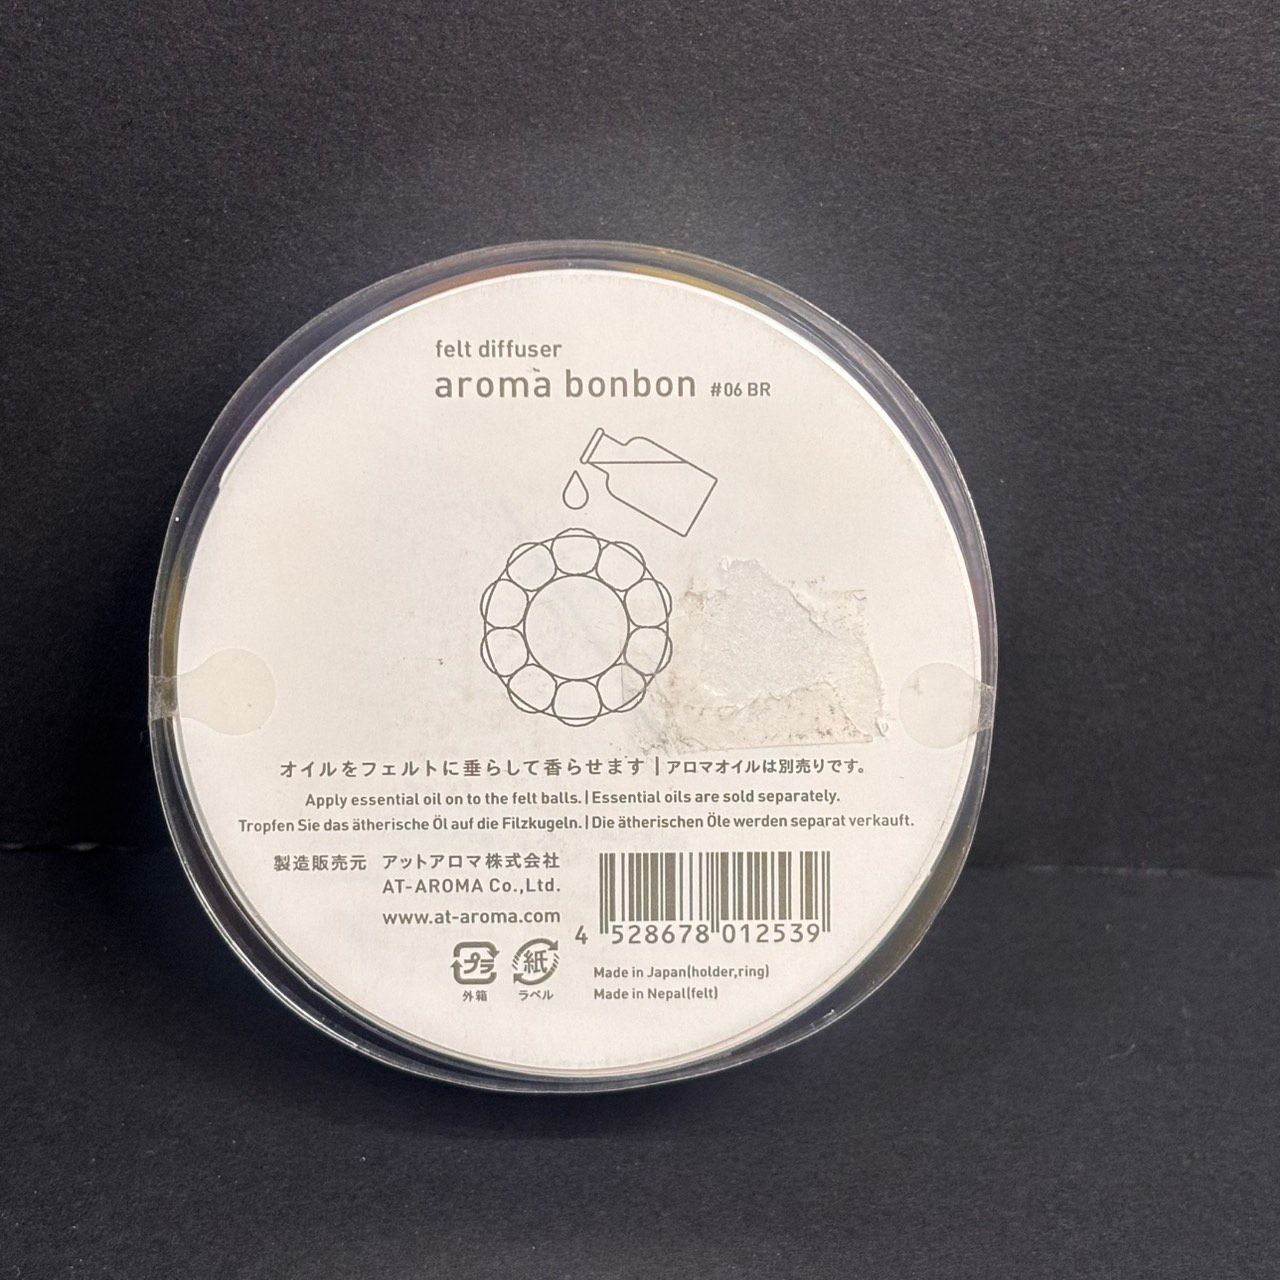 felt diffuser
aroma bonbon #06 BR
オイルをフェルトに垂らして香らせます | アロマオイルは別売りです。
Apply essential oil on to the felt balls. | Essential oils are sold separately.
Tropfen Sie das ätherische Öl auf die Filzkugeln. | Die ätherischen Öle werden separat verkauft.
製造販売元 アットアロマ株式会社
AT-AROMA Co.,Ltd.
www.at-aroma.com
4 528678 012539
プラ 紙
外箱 ラベル
Made in Japan(holder,ring)
Made in Nepal(felt)